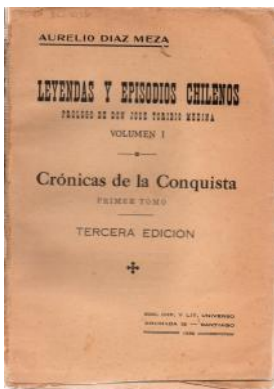 AURELIO DIAZ MEZA
LEYENDAS Y EPISODIOS CHILENOS
PROLOGO DE DON JOSE TORIBIO MEDINA
VOLUMEN I
Crónicas de la Conquista
PRIMER TOMO
TERCERA EDICION
SOC. IMP. Y LIT. UNIVERSO
SANTIAGO